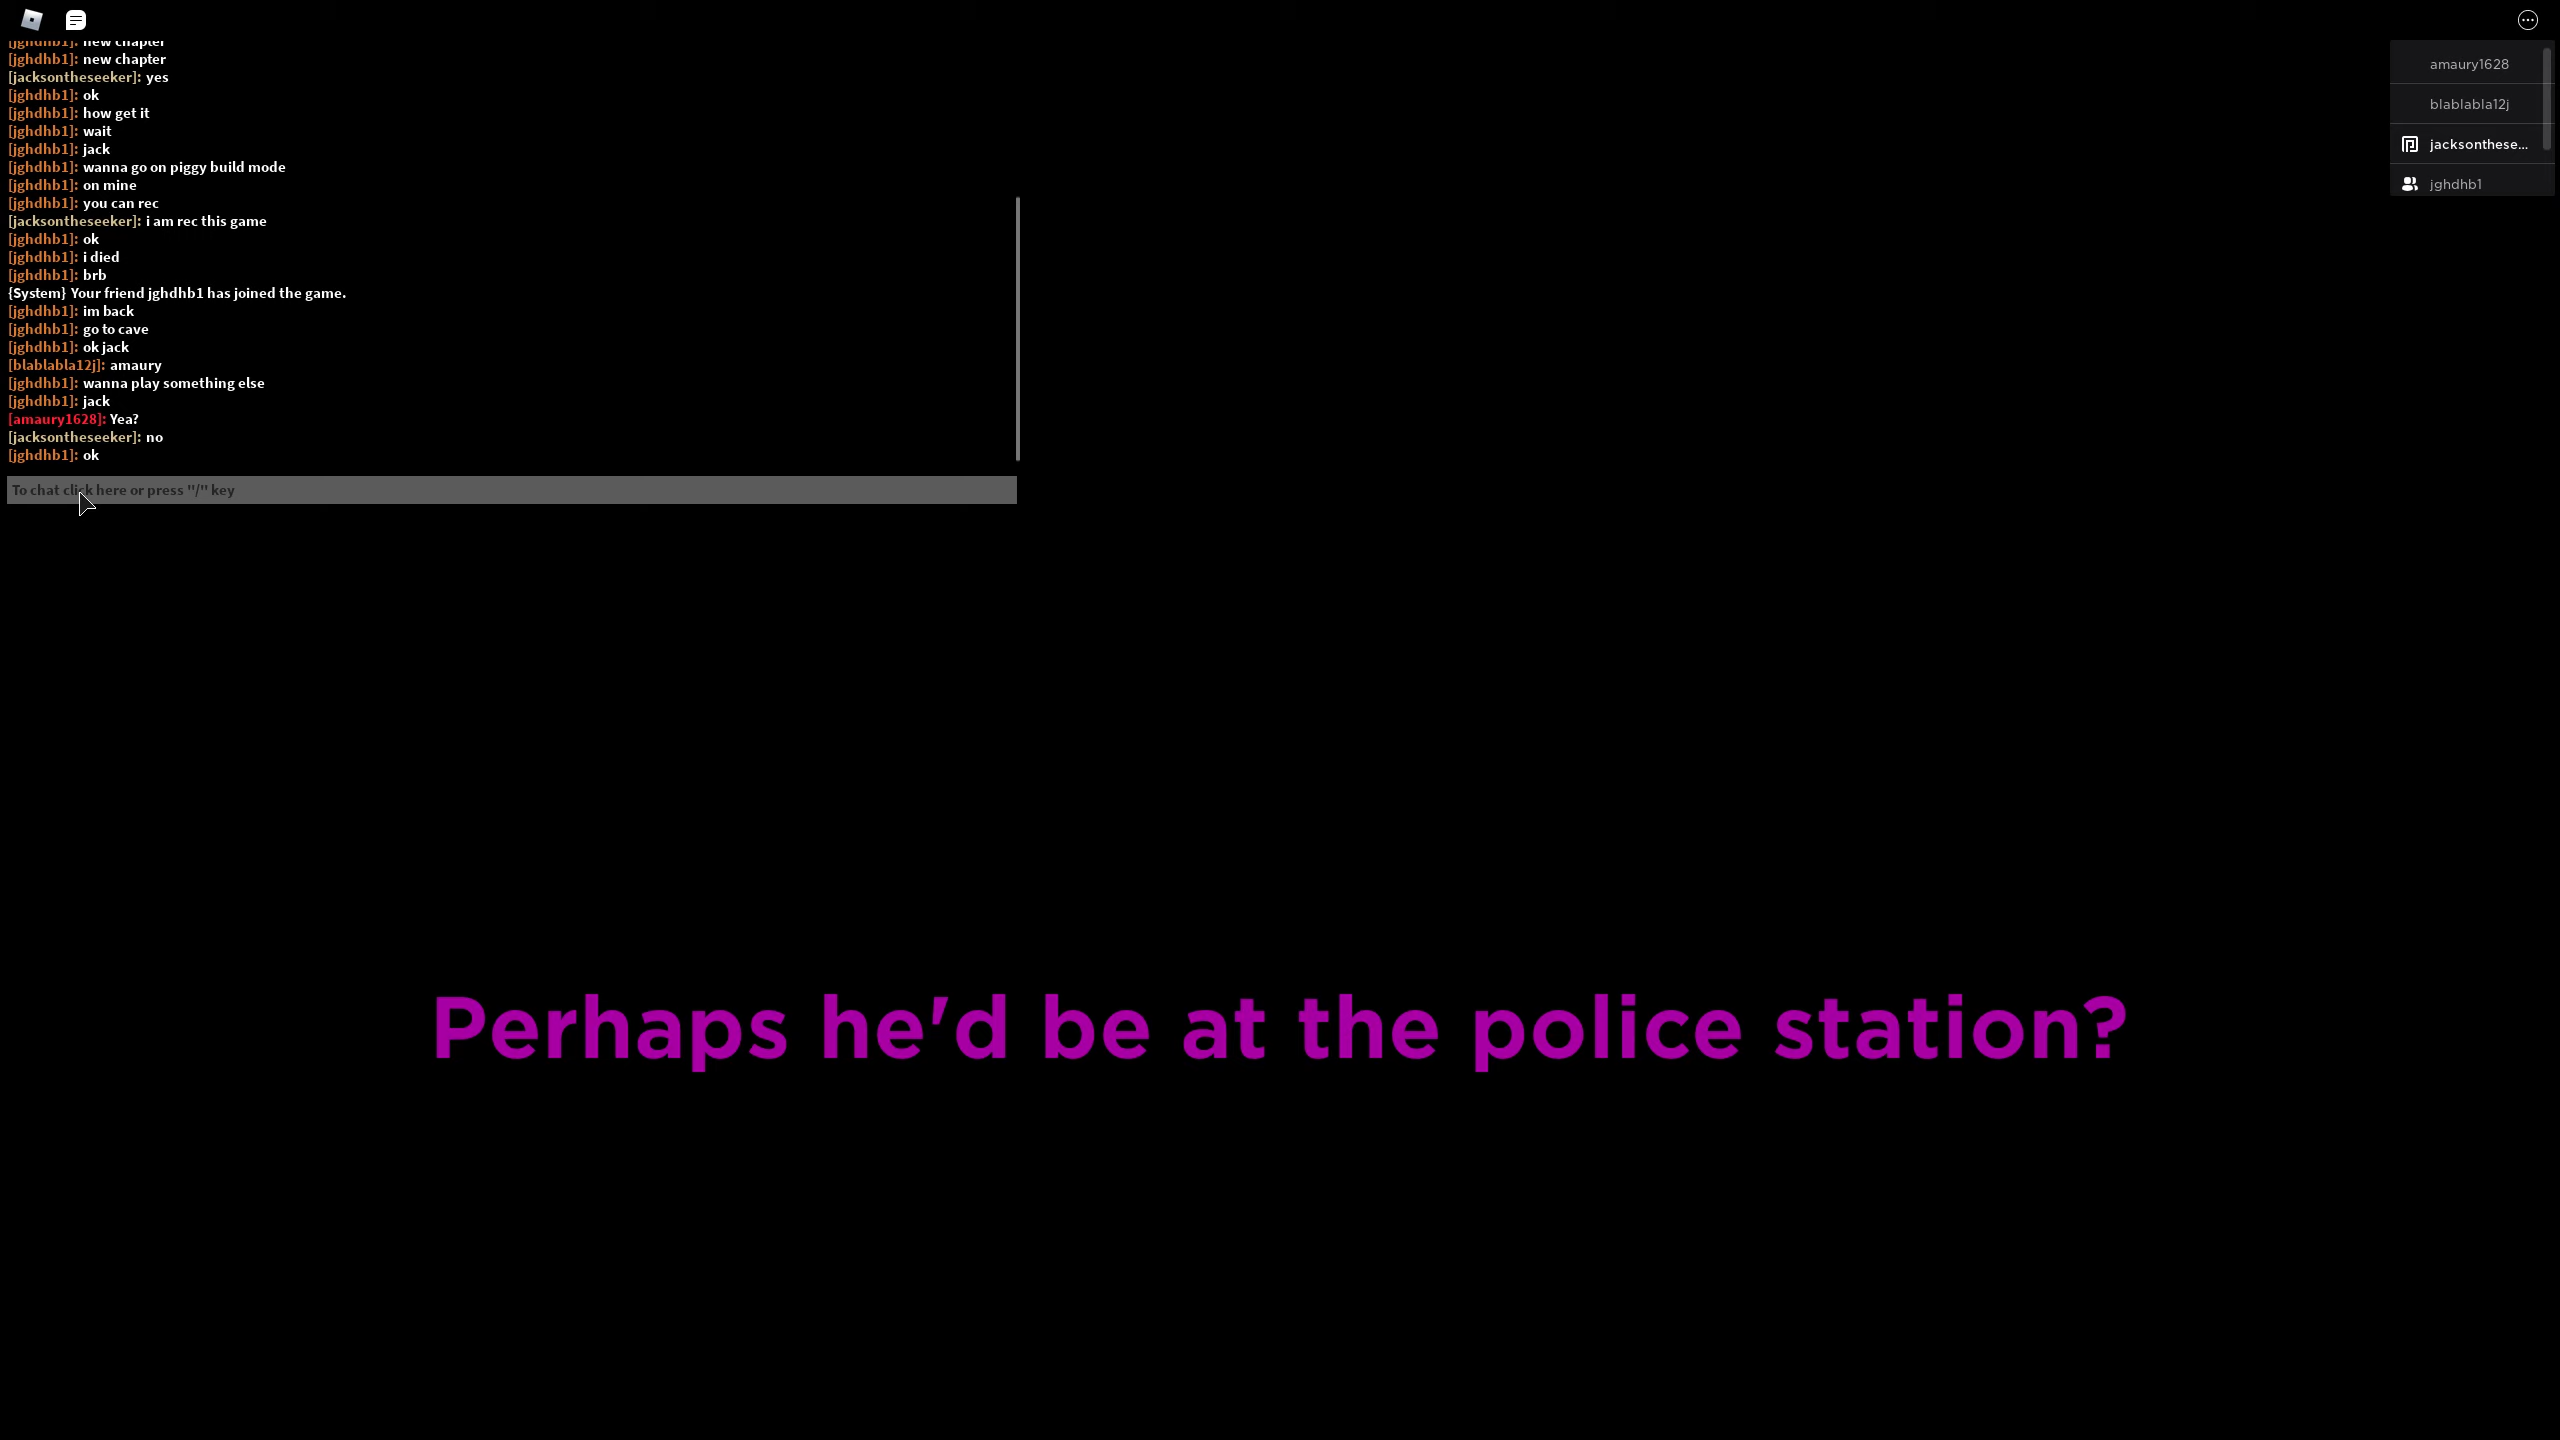 [jghdhb1]: new chapter
[jghdhb1]: new chapter
[jacksontheseeker]: yes
[jghdhb1]: ok
[jghdhb1]: how get it
[jghdhb1]: wait
[jghdhb1]: jack
[jghdhb1]: wanna go on piggy build mode
[jghdhb1]: on mine
[jghdhb1]: you can rec
[jacksontheseeker]: i am rec this game
[jghdhb1]: ok
[jghdhb1]: i died
[jghdhb1]: brb
{System} Your friend jghdhb1 has joined the game.
[jghdhb1]: im back
[jghdhb1]: go to cave
[jghdhb1]: ok jack
[blablabla12j]: amaury
[jghdhb1]: wanna play something else
[jghdhb1]: jack
[amaury1628]: Yea?
[jacksontheseeker]: no
[jghdhb1]: ok
To chat click here or press "/" key
amaury1628
blablabla12j
jacksonthese...
jghdhb1
Perhaps he'd be at the police station?